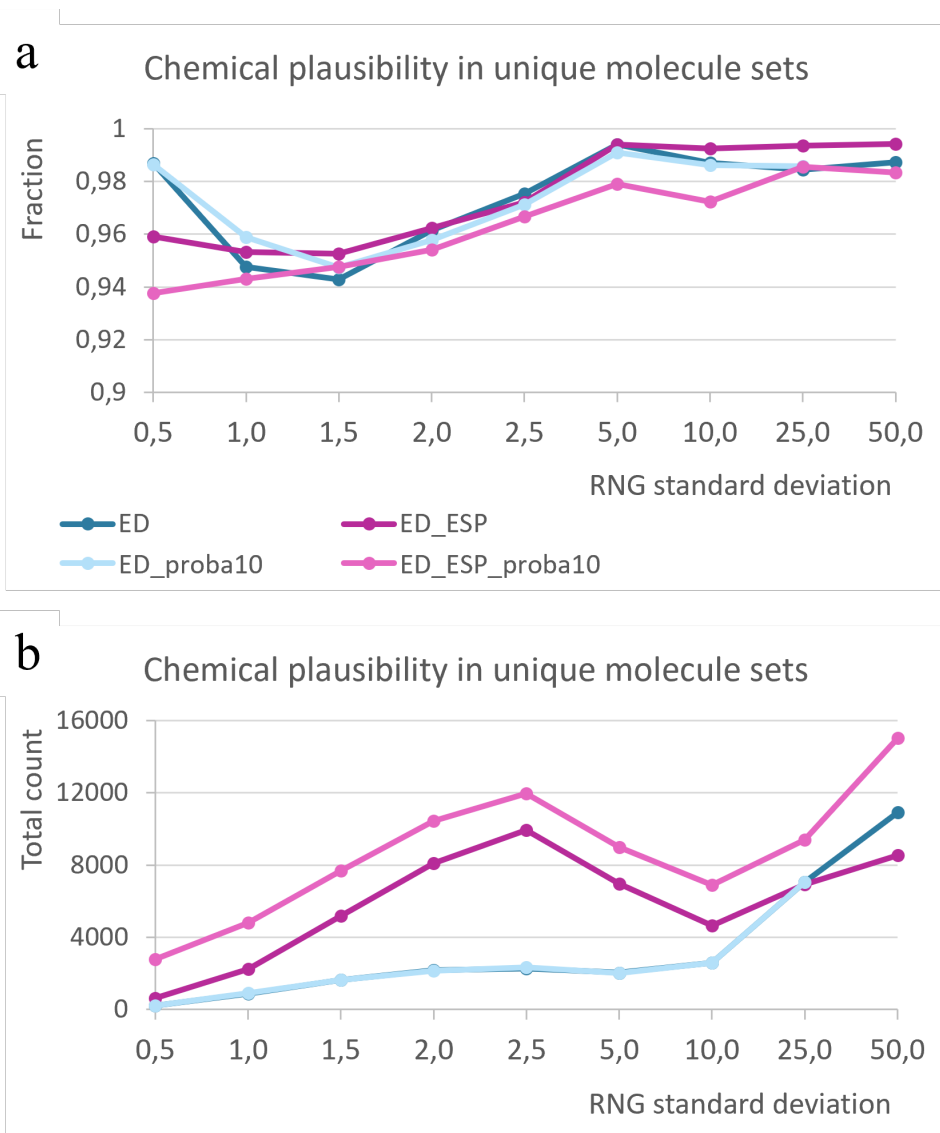 a
Chemical plausibility in unique molecule sets
Fraction
1
0,98
0,96
0,94
0,92
0,9
0,5 1,0 1,5 2,0 2,5 5,0 10,0 25,0 50,0
RNG standard deviation
ED ED_ESP
ED_proba10 ED_ESP_proba10
b
Chemical plausibility in unique molecule sets
Total count
16000
12000
8000
4000
0
0,5 1,0 1,5 2,0 2,5 5,0 10,0 25,0 50,0
RNG standard deviation